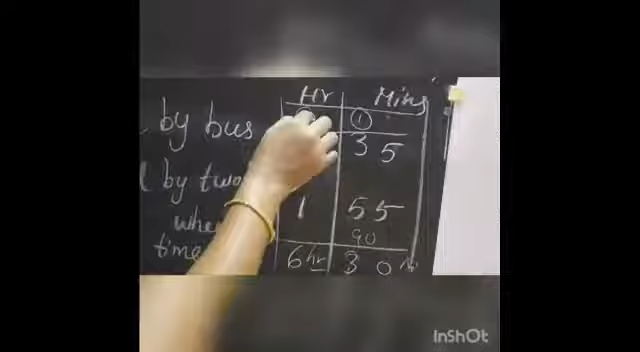 Hr Mins
by bus 1
3 5
by two
1 5 5
whe
90
time
6 hr 3 0
InShOt